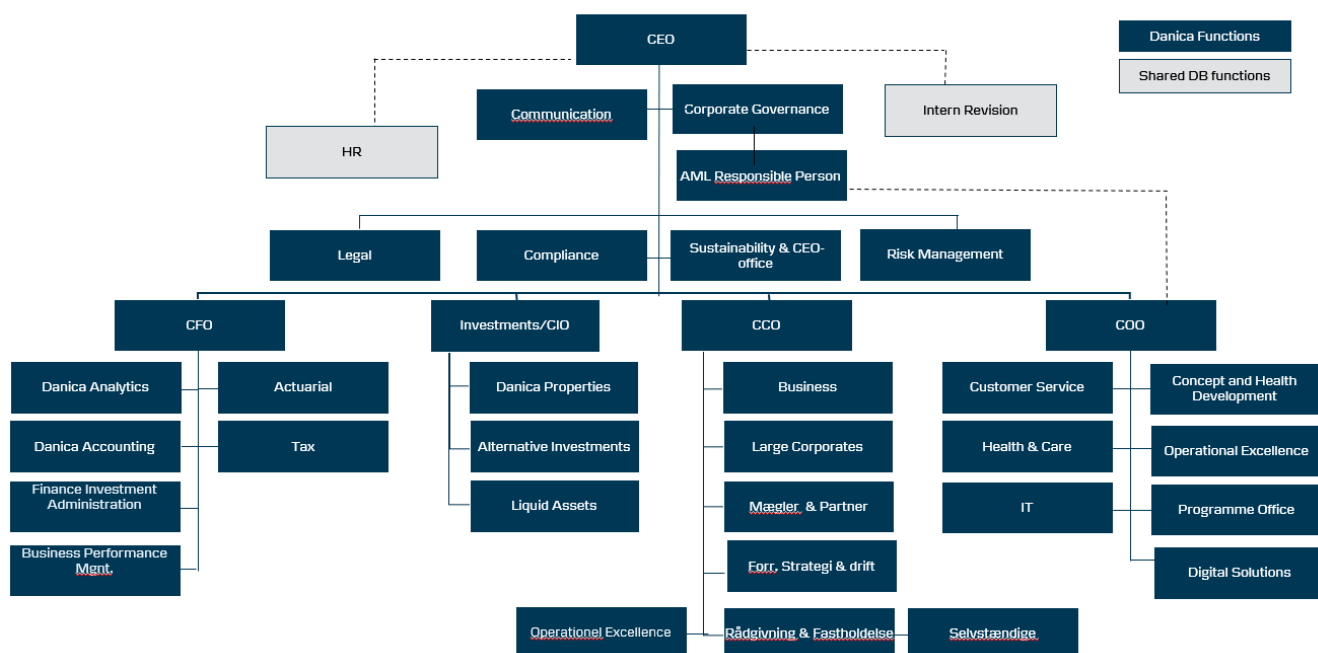 CEO
Danica Functions
Shared DB functions
Communication
Corporate Governance
Intern Revision
HR
AML Responsible Person
Legal
Compliance
Sustainability & CEO-
office
Risk Management
CFO
Investments/CIO
CCO
COO
Danica Analytics
Actuarial
Danica Properties
Business
Customer Service
Concept and Health
Development
Danica Accounting
Tax
Alternative Investments
Large Corporates
Health & Care
Operational Excellence
Finance Investment
Administration
Liquid Assets
Mægler & Partner
IT
Programme Office
Business Performance
Mgnt.
Forr, Strategi & drift
Digital Solutions
Operationel Excellence
Rådgivning & Fastholdelse
Selvstændige